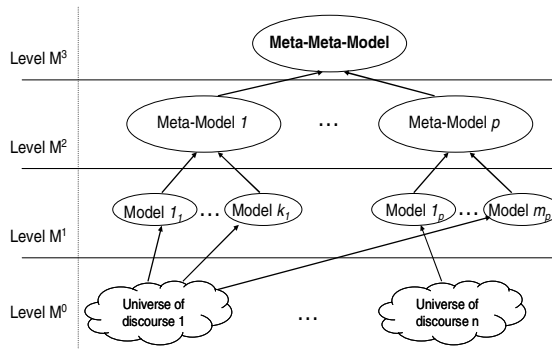 Level M³
Meta-Meta-Model
Level M²
Meta-Model 1
...
Meta-Model p
Level M¹
Model 1₁
...
Model k₁
Model 1ₚ
...
Model mₚ
Level M⁰
Universe of
discourse 1
...
Universe of
discourse n